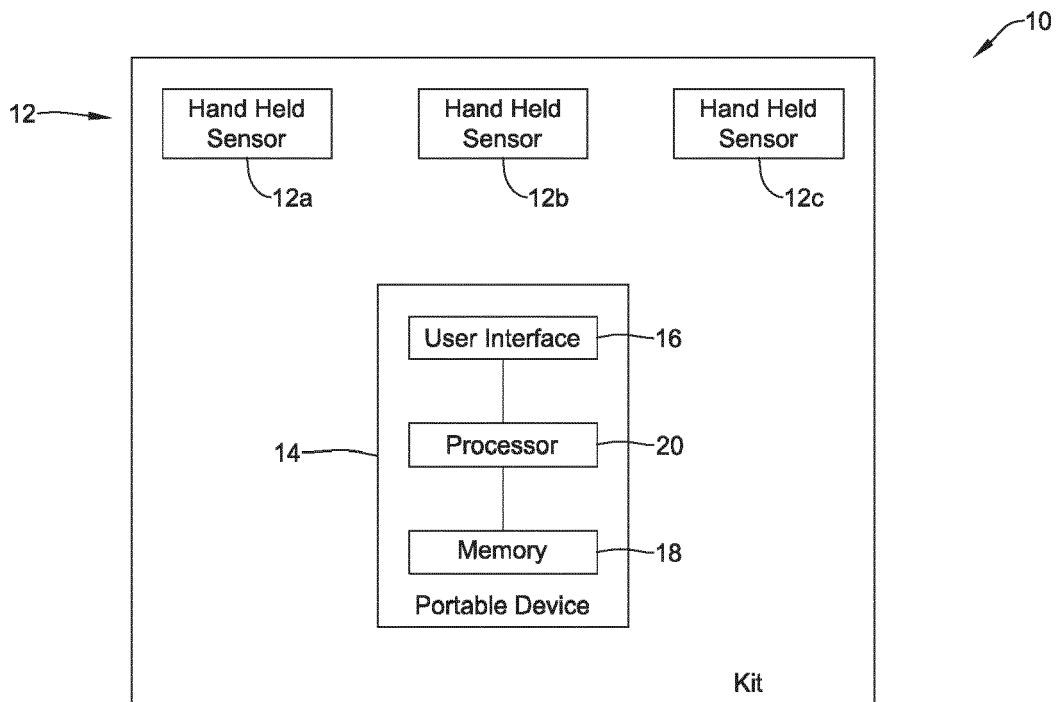 10
12
Hand Held
Sensor
Hand Held
Sensor
Hand Held
Sensor
12a
12b
12c
User Interface
16
14
Processor
20
Memory
18
Portable Device
Kit